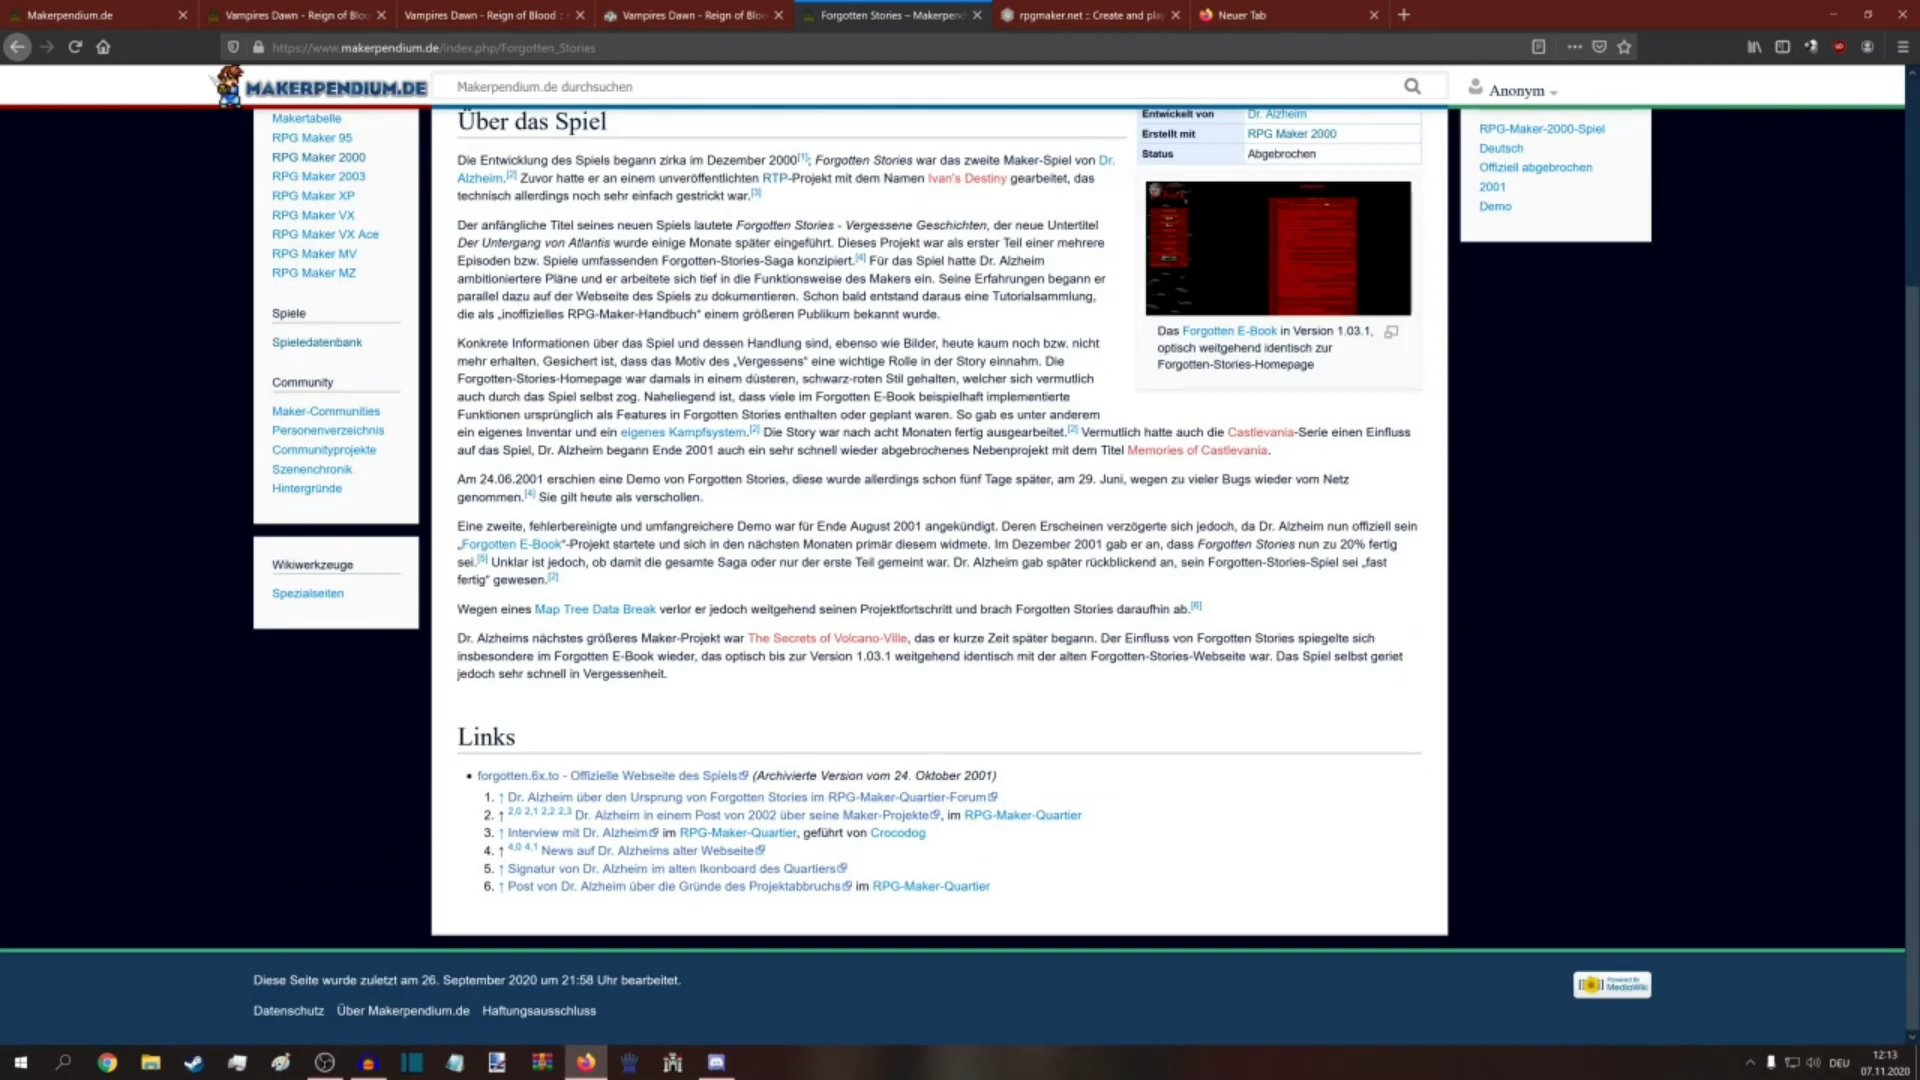 Makerpendium.de
Vampires Dawn - Reign of Bloo
Vampires Dawn - Reign of Blood ::
Vampires Dawn - Reign of Bloo
Forgotten Stories – Makerpend
rpgmaker.net :: Create and play
Neuer Tab
https://www.makerpendium.de/index.php/Forgotten_Stories
MAKERPENDIUM.DE
Makerpendium.de durchsuchen
Anonym
Makertabelle
RPG Maker 95
RPG Maker 2000
RPG Maker 2003
RPG Maker XP
RPG Maker VX
RPG Maker VX Ace
RPG Maker MV
RPG Maker MZ
Spiele
Spieledatenbank
Community
Maker-Communities
Personenverzeichnis
Communityprojekte
Szenenchronik
Hintergründe
Wikiwerkzeuge
Spezialseiten
Über das Spiel
Die Entwicklung des Spiels begann zirka im Dezember 2000[1]; Forgotten Stories war das zweite Maker-Spiel von Dr.
Alzheim.[2] Zuvor hatte er an einem unveröffentlichten RTP-Projekt mit dem Namen Ivan's Destiny gearbeitet, das
technisch allerdings noch sehr einfach gestrickt war.[3]
Der anfängliche Titel seines neuen Spiels lautete Forgotten Stories - Vergessene Geschichten, der neue Untertitel
Der Untergang von Atlantis wurde einige Monate später eingeführt. Dieses Projekt war als erster Teil einer mehrere
Episoden bzw. Spiele umfassenden Forgotten-Stories-Saga konzipiert.[4] Für das Spiel hatte Dr. Alzheim
ambitioniertere Pläne und er arbeitete sich tief in die Funktionsweise des Makers ein. Seine Erfahrungen begann er
parallel dazu auf der Webseite des Spiels zu dokumentieren. Schon bald entstand daraus eine Tutorialsammlung,
die als „inoffizielles RPG-Maker-Handbuch“ einem größeren Publikum bekannt wurde.
Konkrete Informationen über das Spiel und dessen Handlung sind, ebenso wie Bilder, heute kaum noch bzw. nicht
mehr erhalten. Gesichert ist, dass das Motiv des „Vergessens“ eine wichtige Rolle in der Story einnahm. Die
Forgotten-Stories-Homepage war damals in einem düsteren, schwarz-roten Stil gehalten, welcher sich vermutlich
auch durch das Spiel selbst zog. Naheliegend ist, dass viele im Forgotten E-Book beispielhaft implementierte
Funktionen ursprünglich als Features in Forgotten Stories enthalten oder geplant waren. So gab es unter anderem
ein eigenes Inventar und ein eigenes Kampfsystem.[2] Die Story war nach acht Monaten fertig ausgearbeitet.[2] Vermutlich hatte auch die Castlevania-Serie einen Einfluss
auf das Spiel, Dr. Alzheim begann Ende 2001 auch ein sehr schnell wieder abgebrochenes Nebenprojekt mit dem Titel Memories of Castlevania.
Am 24.06.2001 erschien eine Demo von Forgotten Stories, diese wurde allerdings schon fünf Tage später, am 29. Juni, wegen zu vieler Bugs wieder vom Netz
genommen.[4] Sie gilt heute als verschollen.
Eine zweite, fehlerbereinigte und umfangreichere Demo war für Ende August 2001 angekündigt. Deren Erscheinen verzögerte sich jedoch, da Dr. Alzheim nun offiziell sein
„Forgotten E-Book“-Projekt startete und sich in den nächsten Monaten primär diesem widmete. Im Dezember 2001 gab er an, dass Forgotten Stories nun zu 20% fertig
sei.[5] Unklar ist jedoch, ob damit die gesamte Saga oder nur der erste Teil gemeint war. Dr. Alzheim gab später rückblickend an, sein Forgotten-Stories-Spiel sei „fast
fertig“ gewesen.[2]
Wegen eines Map Tree Data Break verlor er jedoch weitgehend seinen Projektfortschritt und brach Forgotten Stories daraufhin ab.[6]
Dr. Alzheims nächstes größeres Maker-Projekt war The Secrets of Volcano-Ville, das er kurze Zeit später begann. Der Einfluss von Forgotten Stories spiegelte sich
insbesondere im Forgotten E-Book wieder, das optisch bis zur Version 1.03.1 weitgehend identisch mit der alten Forgotten-Stories-Webseite war. Das Spiel selbst geriet
jedoch sehr schnell in Vergessenheit.
Entwickelt von Dr. Alzheim
Erstellt mit RPG Maker 2000
Status Abgebrochen
Das Forgotten E-Book in Version 1.03.1,
optisch weitgehend identisch zur
Forgotten-Stories-Homepage
RPG-Maker-2000-Spiel
Deutsch
Offiziell abgebrochen
2001
Demo
Links
• forgotten.6x.to - Offizielle Webseite des Spiels (Archivierte Version vom 24. Oktober 2001)
1. ↑ Dr. Alzheim über den Ursprung von Forgotten Stories im RPG-Maker-Quartier-Forum
2. ↑ 2,0 2,1 2,2 2,3 Dr. Alzheim in einem Post von 2002 über seine Maker-Projekte, im RPG-Maker-Quartier
3. ↑ Interview mit Dr. Alzheim im RPG-Maker-Quartier, geführt von Crocodog
4. ↑ 4,0 4,1 News auf Dr. Alzheims alter Webseite
5. ↑ Signatur von Dr. Alzheim im alten Ikonboard des Quartiers
6. ↑ Post von Dr. Alzheim über die Gründe des Projektabbruchs im RPG-Maker-Quartier
Diese Seite wurde zuletzt am 26. September 2020 um 21:58 Uhr bearbeitet.
Datenschutz Über Makerpendium.de Haftungsausschluss
Powered By
MediaWiki
DEU
12:13
07.11.2020